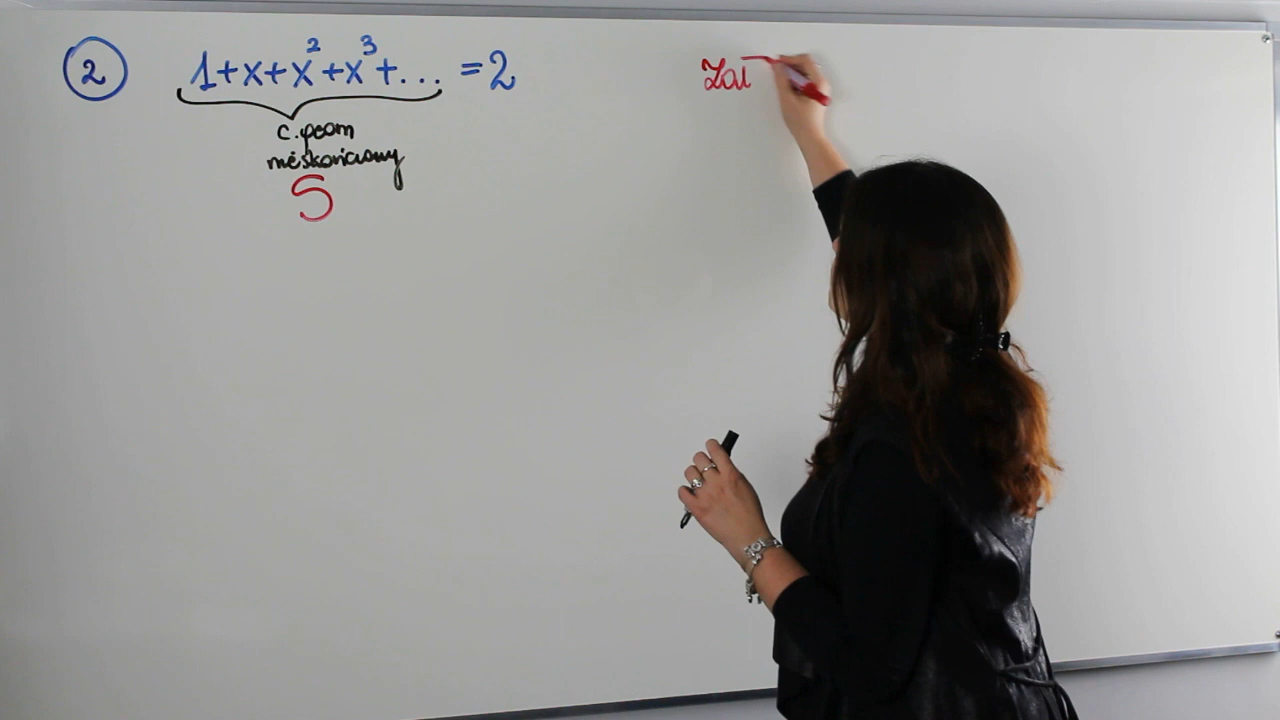 ② 1+x+x²+x³+... =2
c. geom
nieskończony
S
Zał